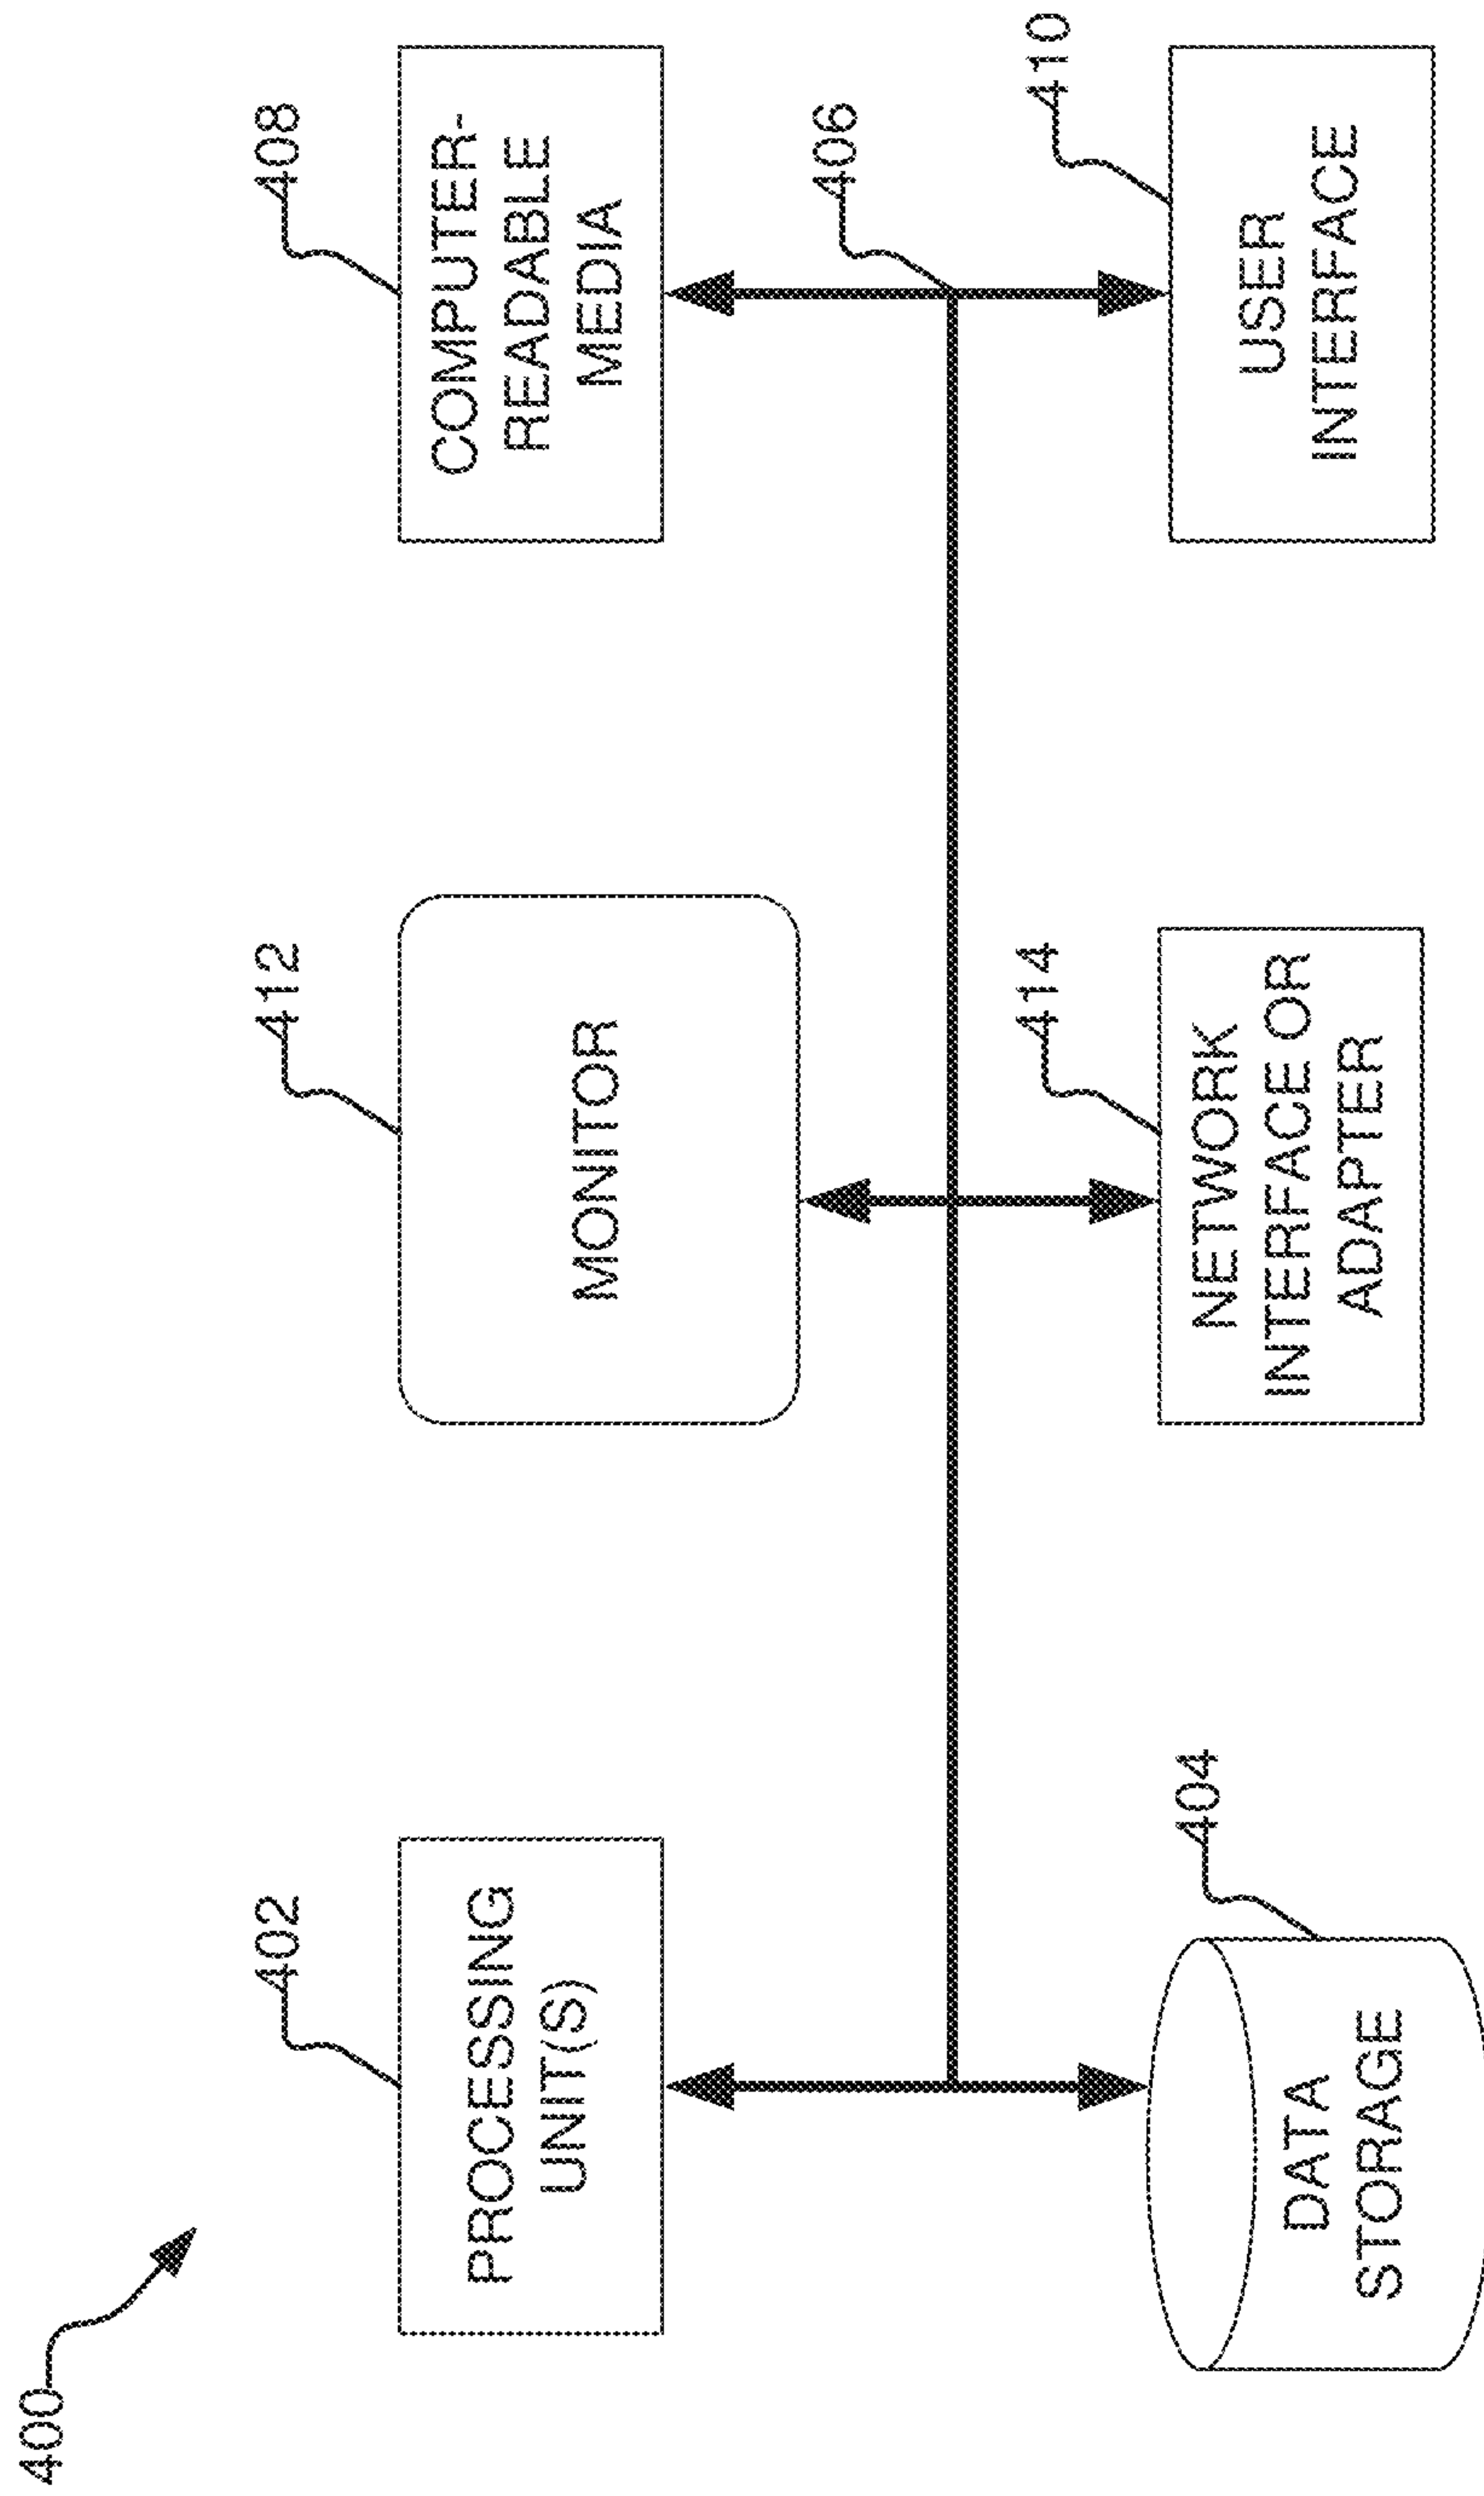 400
402
PROCESSING
UNIT(S)
412
MONITOR
408
COMPUTER-
READABLE
MEDIA
406
404
DATA
STORAGE
414
NETWORK
INTERFACE OR
ADAPTER
410
USER
INTERFACE